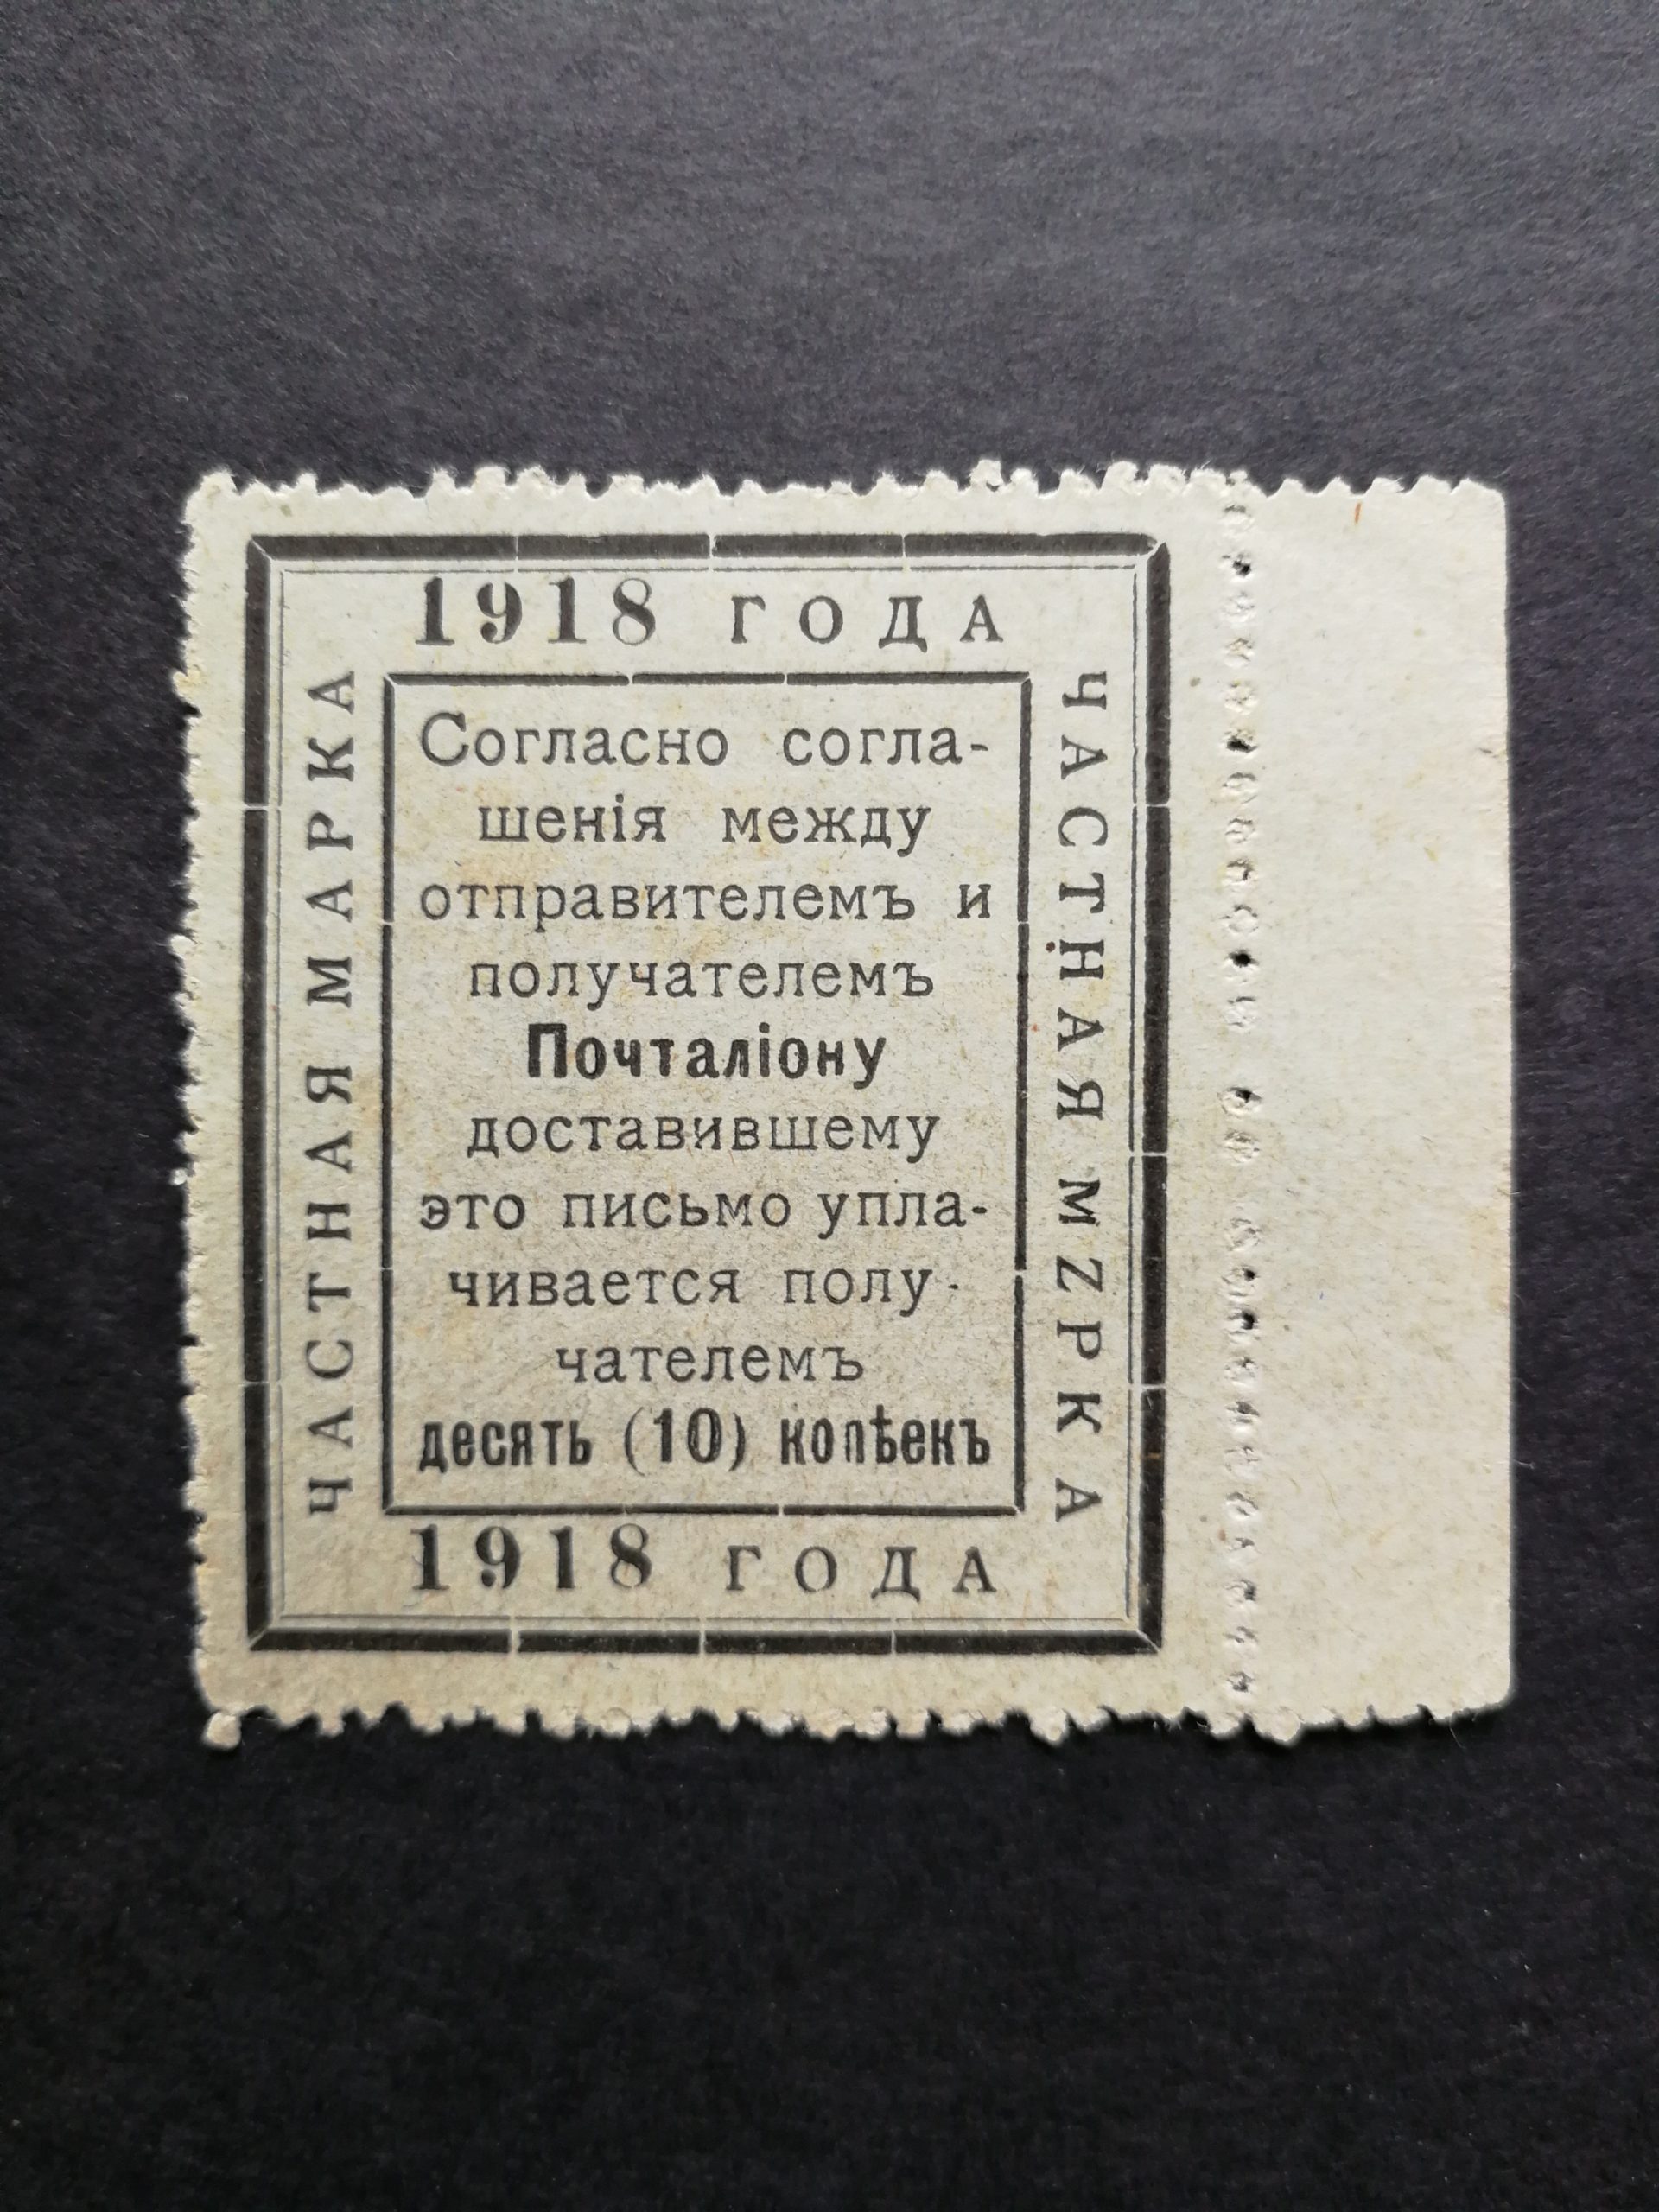 1918 ГОДА
ЧАСТНАЯ МАРКА
Согласно согла-
шенія между
отправителемъ и
получателемъ
Почталіону
доставившему
это письмо упла-
чивается полу-
чателемъ
десять (10) копѣекъ
ЧАСТНАЯ МZРКА
1918 ГОДА